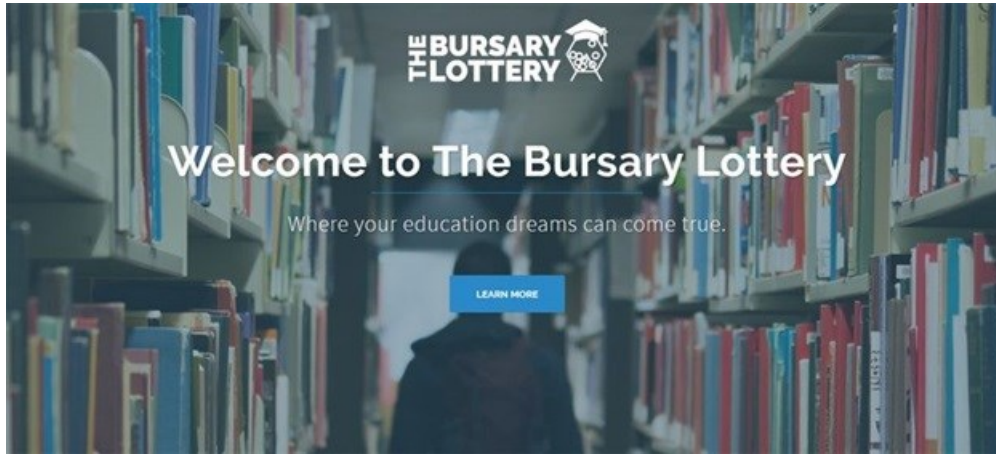 THE BURSARY
LOTTERY
Welcome to The Bursary Lottery
Where your education dreams can come true.
LEARN MORE